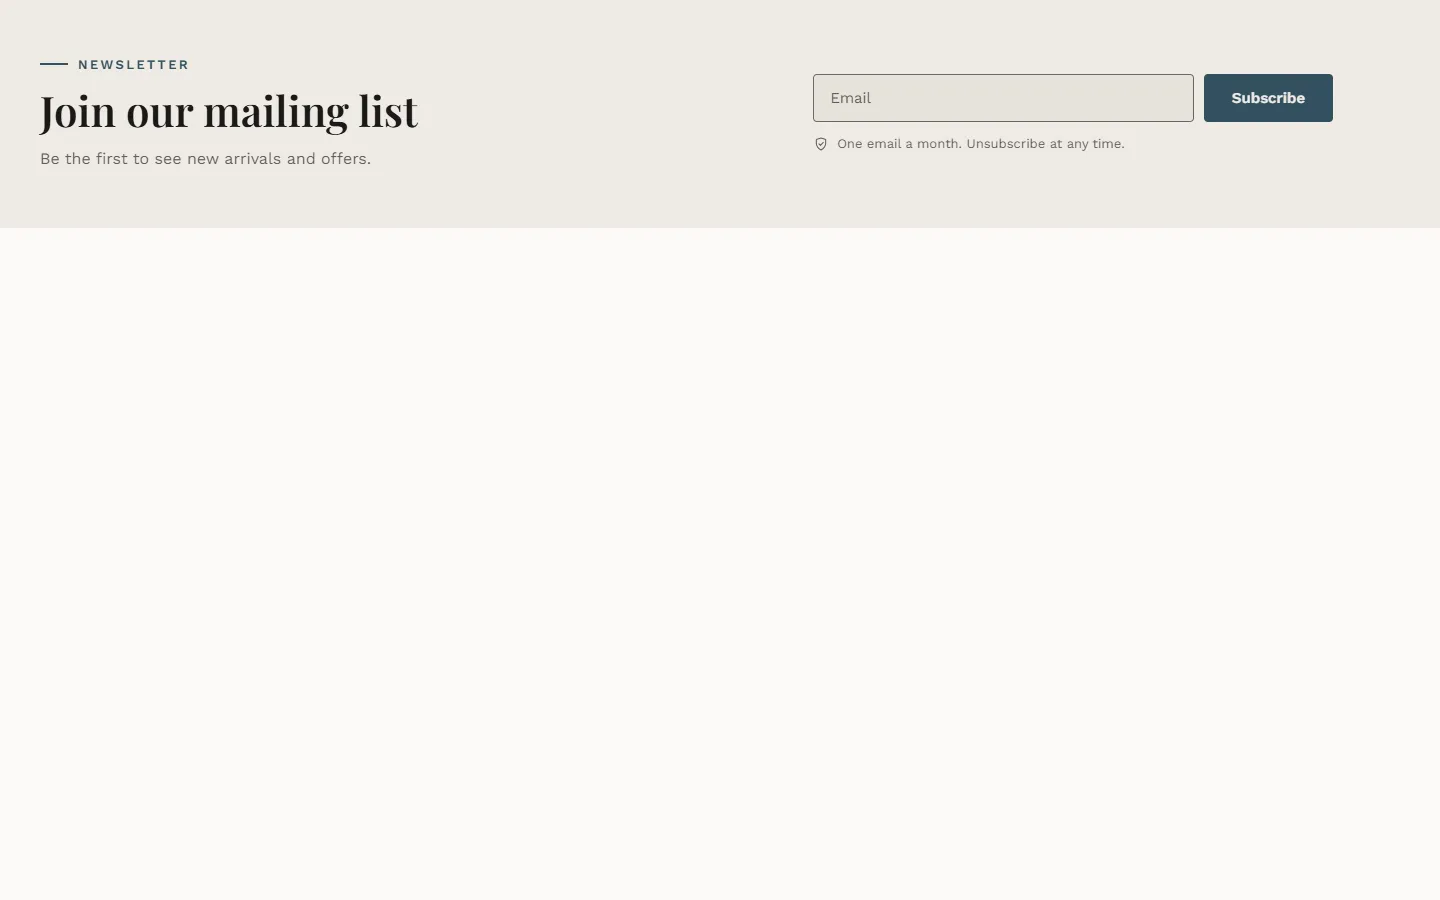 NEWSLETTER
Join our mailing list
Be the first to see new arrivals and offers.
Email
Subscribe
One email a month. Unsubscribe at any time.